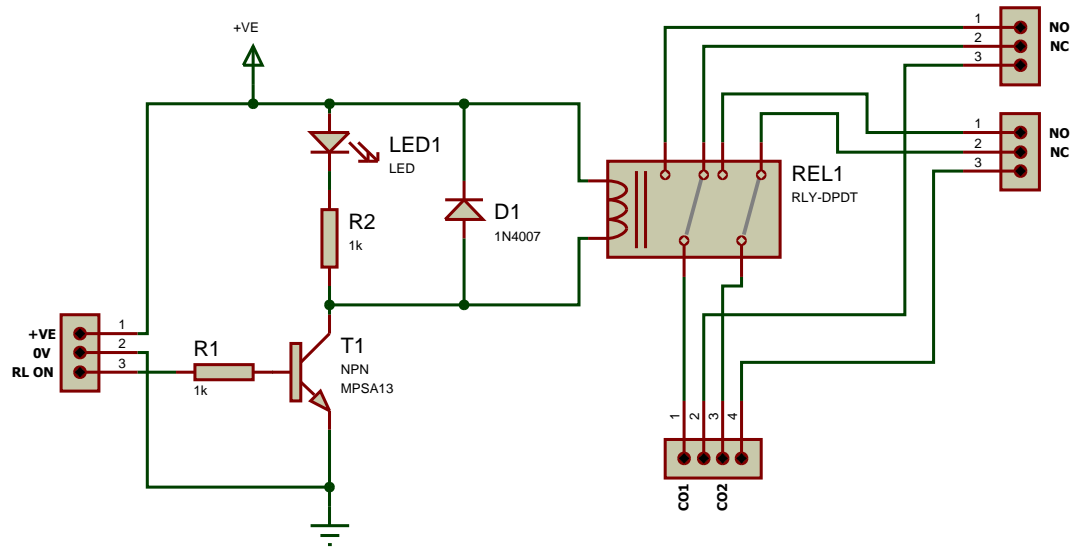 +VE
LED1
LED
R2
1k
D1
1N4007
REL1
RLY-DPDT
1
2
3
NO
NC
1
2
3
NO
NC
+VE
0V
RL ON
1
2
3
R1
1k
T1
NPN
MPSA13
1
2
3
4
CO1
CO2